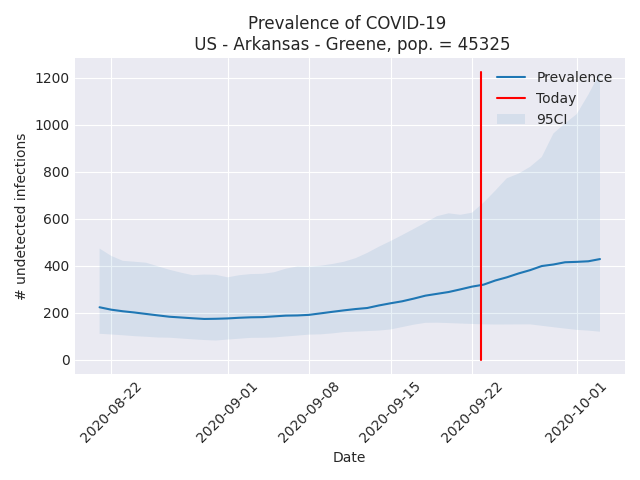 Prevalence of COVID-19
US - Arkansas - Greene, pop. = 45325
Prevalence
Today
95CI
# undetected infections
1200
1000
800
600
400
200
0
2020-08-22
2020-09-01
2020-09-08
2020-09-15
2020-09-22
2020-10-01
Date